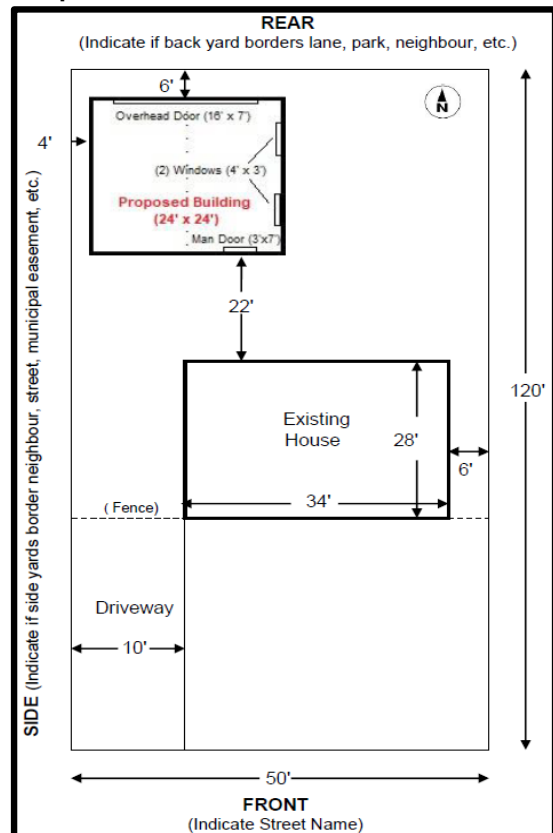 REAR
(Indicate if back yard borders lane, park, neighbour, etc.)
6'
N
Overhead Door (16' x 7')
4'
(2) Windows (4' x 3')
Proposed Building
(24' x 24')
Man Door (3'x7')
22'
120'
Existing
House
28'
6'
34'
( Fence)
Driveway
10'
SIDE (Indicate if side yards border neighbour, street, municipal easement, etc.)
50'
FRONT
(Indicate Street Name)